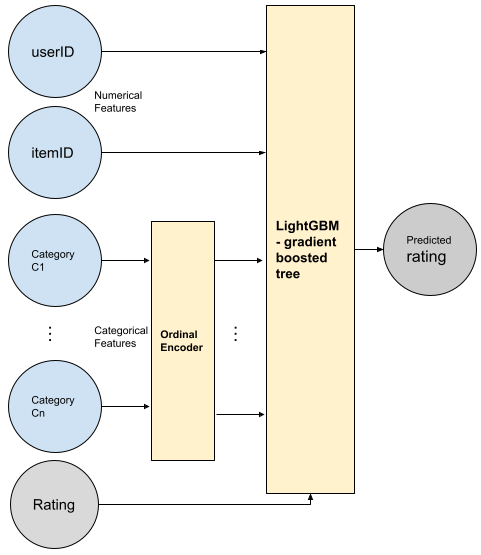 userID
Numerical
Features
itemID
Category
C1
Categorical
Features
Ordinal
Encoder
Category
Cn
Rating
LightGBM
- gradient
boosted
tree
Predicted
rating